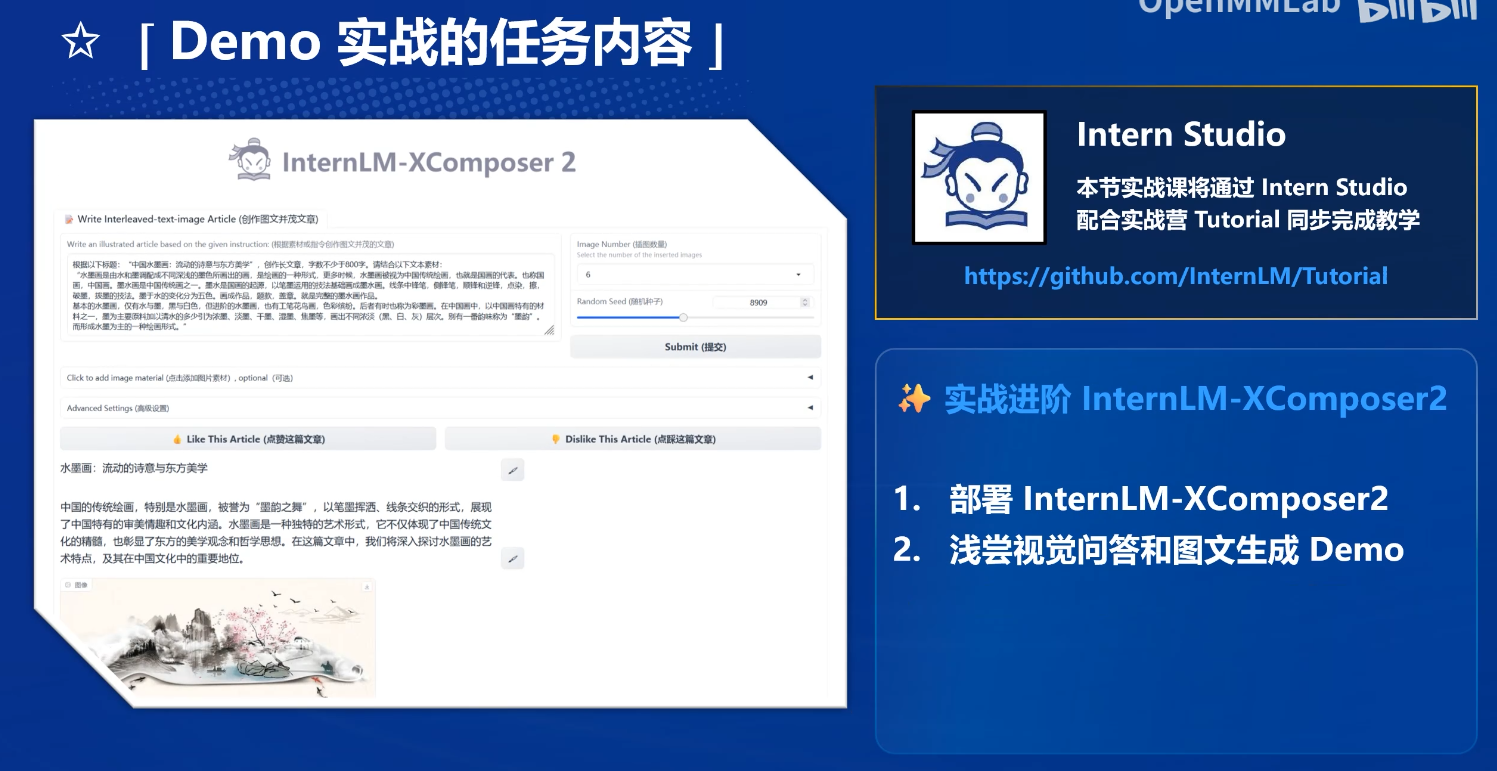 OpenMMLab bilibili
☆ 「 Demo 实战的任务内容 」
InternLM-XComposer 2
Write Interleaved-text-image Article (创作图文并茂文章)
Write an illustrated article based on the given instruction: (根据素材或指令创作图文并茂的文章)
根据以下标题：“中国水墨画：流动的诗意与东方美学”，创作长文章，字数不少于800字。请结合以下文本素材：
“水墨画是由水和墨调配成不同深浅的墨色所画出的画，是绘画的一种形式，更多时候，水墨画被视为中国传统绘画，也就是国画的代表。也称国
画，中国画。墨水画是中国传统画之一。墨水是国画的起源，以笔墨运用的技法基础画成墨水画。线条中锋笔，侧锋笔，顺锋和逆锋，点染，擦，
破墨，拨墨的技法。墨于水的变化分为五色。画成作品，题款，盖章。就是完整的墨水画作品。
基本的水墨画，仅有水与墨，黑与白色，但进阶的水墨画，也有工笔花鸟画，色彩缤纷。后者有时也称为彩墨画。在中国画中，以中国画特有的材
料之一，墨为主要原料加以清水的多少引为浓墨、淡墨、干墨、湿墨、焦墨等，画出不同浓淡（黑、白、灰）层次。别有一番韵味称为“墨韵”。
而形成水墨为主的一种绘画形式。”
Image Number (插图数量)
Select the number of the inserted images
6
Random Seed (随机种子)
8909
Submit (提交)
Click to add image material (点击添加图片素材) , optional（可选）
Advanced Settings (高级设置)
👍 Like This Article (点赞这篇文章)
👎 Dislike This Article (点踩这篇文章)
水墨画：流动的诗意与东方美学
中国的传统绘画，特别是水墨画，被誉为“墨韵之舞”，以笔墨挥洒、线条交织的形式，展现
了中国特有的审美情趣和文化内涵。水墨画是一种独特的艺术形式，它不仅体现了中国传统文
化的精髓，也彰显了东方的美学观念和哲学思想。在这篇文章中，我们将深入探讨水墨画的艺
术特点，及其在中国文化中的重要地位。
图像
Intern Studio
本节实战课将通过 Intern Studio
配合实战营 Tutorial 同步完成教学
https://github.com/InternLM/Tutorial
✨ 实战进阶 InternLM-XComposer2
1. 部署 InternLM-XComposer2
2. 浅尝视觉问答和图文生成 Demo